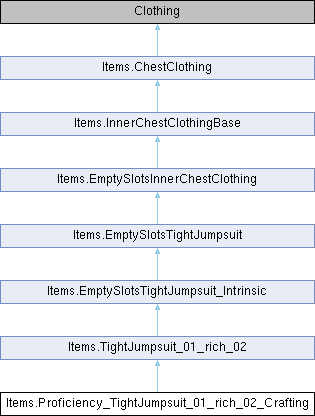 Clothing
Items.ChestClothing
Items.InnerChestClothingBase
Items.EmptySlotsInnerChestClothing
Items.EmptySlotsTightJumpsuit
Items.EmptySlotsTightJumpsuit_Intrinsic
Items.TightJumpsuit_01_rich_02
Items.Proficiency_TightJumpsuit_01_rich_02_Crafting